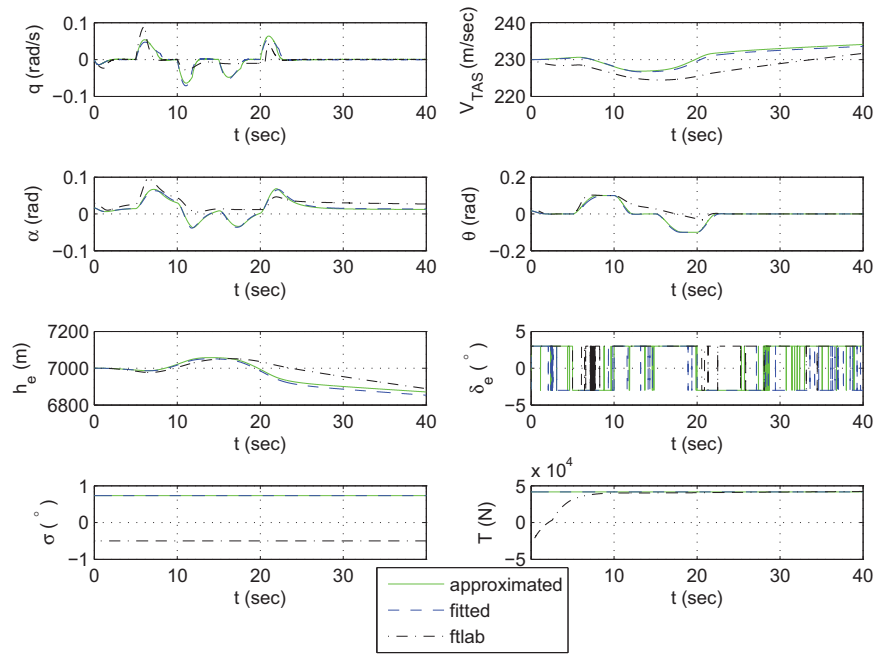 0.1
0
−0.1
q (rad/s)
0 10 20 30 40
t (sec)
240
230
220
V_TAS (m/sec)
0 10 20 30 40
t (sec)
0.1
0
−0.1
α (rad)
0 10 20 30 40
t (sec)
0.2
0
−0.2
θ (rad)
0 10 20 30 40
t (sec)
7200
7000
6800
h_e (m)
0 10 20 30 40
t (sec)
5
0
−5
δ_e (°)
0 10 20 30 40
t (sec)
1
0
−1
σ (°)
0 10 20 30 40
t (sec)
x 10^4
5
0
−5
T (N)
0 10 20 30 40
t (sec)
approximated
fitted
ftlab